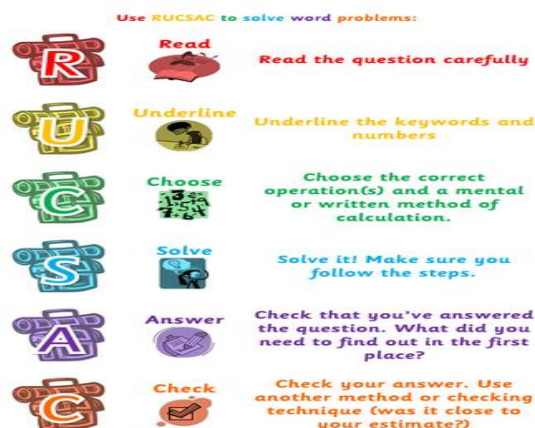 Use RUCSAC to solve word problems:
R
Read
Read the question carefully
U
Underline
Underline the keywords and
numbers
C
Choose
Choose the correct
operation(s) and a mental
or written method of
calculation.
S
Solve
Solve it! Make sure you
follow the steps.
A
Answer
Check that you've answered
the question. What did you
need to find out in the first
place?
C
Check
Check your answer. Use
another method or checking
technique (was it close to
your estimate?)